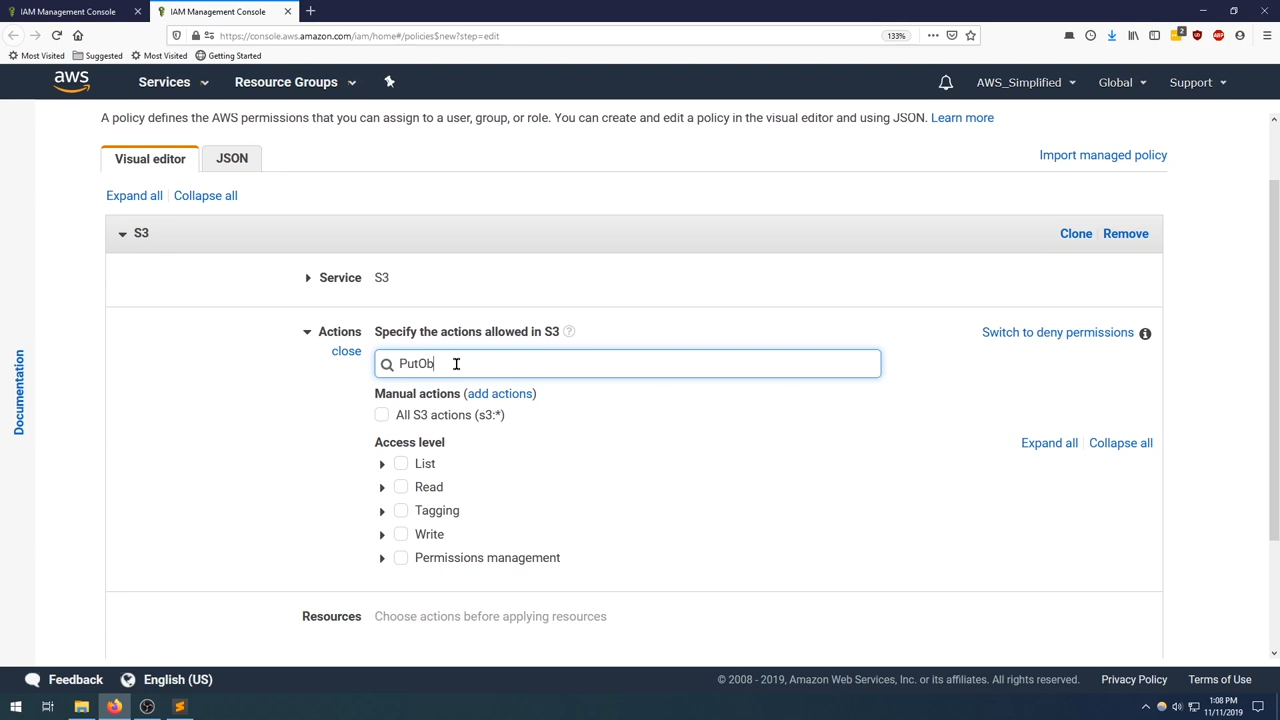 IAM Management Console
IAM Management Console
https://console.aws.amazon.com/iam/home#/policies$new?step=edit
133%
Most Visited
Suggested
Most Visited
Getting Started
2
ABP
aws
Services
Resource Groups
AWS_Simplified
Global
Support
A policy defines the AWS permissions that you can assign to a user, group, or role. You can create and edit a policy in the visual editor and using JSON. Learn more
Visual editor
JSON
Import managed policy
Expand all | Collapse all
S3
Clone | Remove
Service S3
Actions Specify the actions allowed in S3
Switch to deny permissions
close
PutOb
Manual actions (add actions)
All S3 actions (s3:*)
Access level
Expand all | Collapse all
List
Read
Tagging
Write
Permissions management
Resources Choose actions before applying resources
Documentation
Feedback
English (US)
© 2008 - 2019, Amazon Web Services, Inc. or its affiliates. All rights reserved.
Privacy Policy
Terms of Use
1:08 PM
11/11/2019